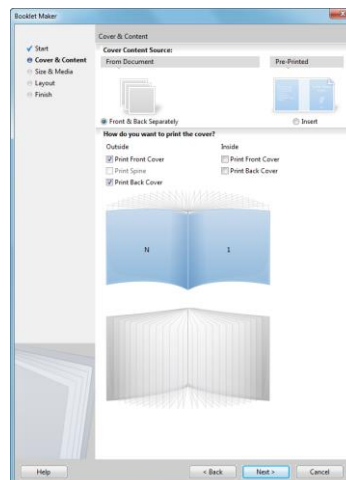 Booklet Maker
Cover & Content
Start
Cover & Content
Size & Media
Layout
Finish
Cover Content Source:
From Document
Pre-Printed
Front & Back Separately
Insert
How do you want to print the cover?
Outside
Inside
Print Front Cover
Print Front Cover
Print Spine
Print Back Cover
Print Back Cover
N
1
Help
< Back
Next >
Cancel